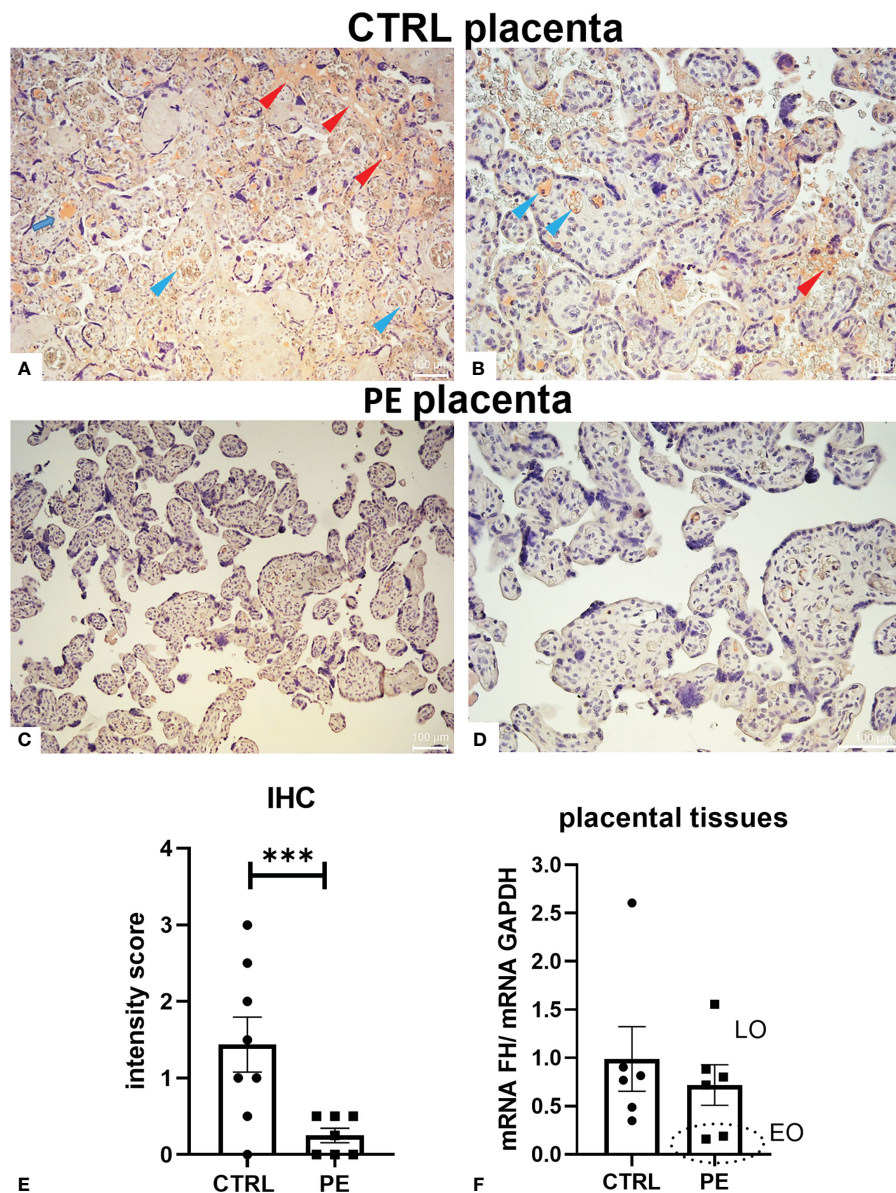 CTRL placenta
A
100 µm
B
PE placenta
C
100 µm
D
100 µm
IHC
intensity score
4
3
2
1
0
***
CTRL
PE
E
placental tissues
mRNA FH/ mRNA GAPDH
3.0
2.5
2.0
1.5
1.0
0.5
0.0
LO
EO
CTRL
PE
F